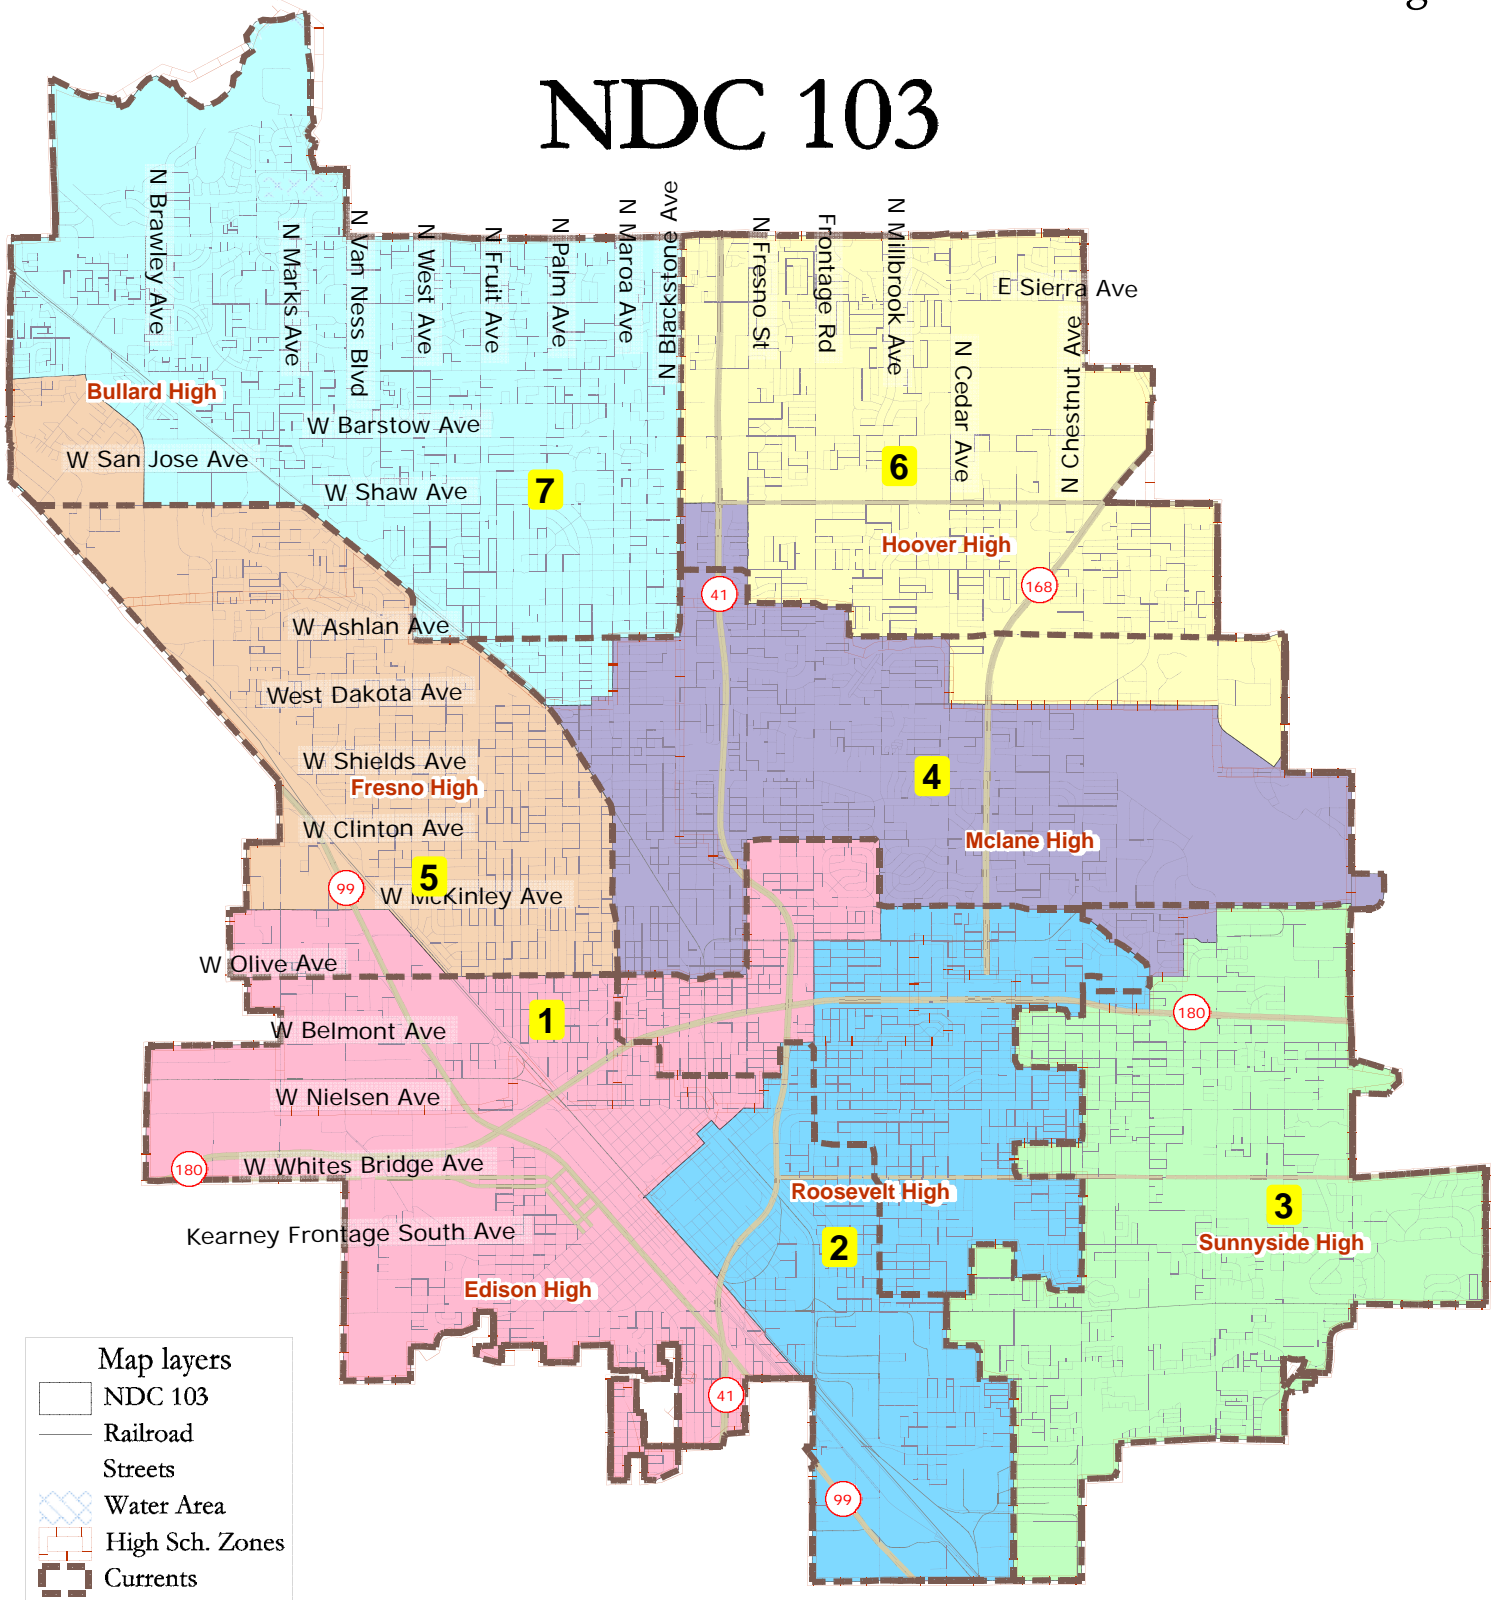 NDC 103
N Brawley Ave
N Marks Ave
N Van Ness Blvd
N West Ave
N Fruit Ave
N Palm Ave
N Maroa Ave
N Blackstone Ave
N Fresno St
Frontage Rd
N Millbrook Ave
N Cedar Ave
N Chestnut Ave
E Sierra Ave
Bullard High
W Barstow Ave
W San Jose Ave
W Shaw Ave
7
6
Hoover High
168
41
W Ashlan Ave
West Dakota Ave
W Shields Ave
Fresno High
4
W Clinton Ave
Mclane High
5
99
W McKinley Ave
W Olive Ave
1
180
W Belmont Ave
W Nielsen Ave
180
W Whites Bridge Ave
Roosevelt High
3
Kearney Frontage South Ave
2
Sunnyside High
Edison High
41
99
Map layers
NDC 103
Railroad
Streets
Water Area
High Sch. Zones
Currents